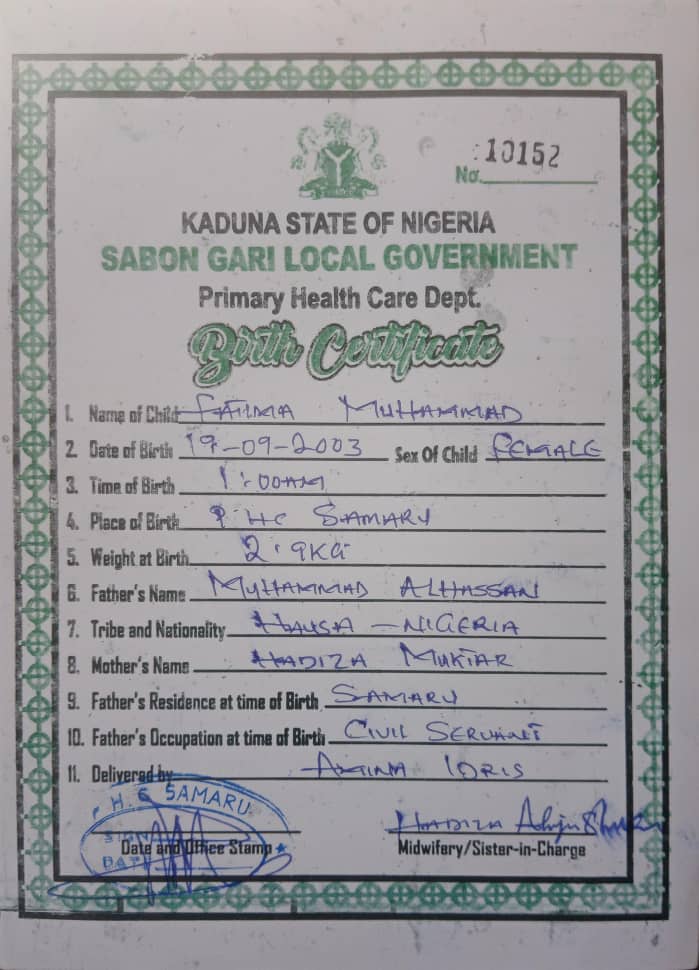 :10152
No.
KADUNA STATE OF NIGERIA
SABON GARI LOCAL GOVERNMENT
Primary Health Care Dept.
Birth Certificate
1. Name of Child FATIMA MUHAMMAD
2. Date of Birth 19-09-2003 Sex Of Child FEMALE
3. Time of Birth 1:00AM
4. Place of Birth PHC SAMARU
5. Weight at Birth 2.9KG
6. Father's Name MUHAMMAD ALHASSAN
7. Tribe and Nationality HAUSA - NIGERIA
8. Mother's Name HADIZA MUKTAR
9. Father's Residence at time of Birth SAMARU
10. Father's Occupation at time of Birth CIVIL SERVANT
11. Delivered by AMINA IDRIS
P.H.C SAMARU
SIGN
DATE
HADIZA
Date and Office Stamp
Midwifery/Sister-in-Charge